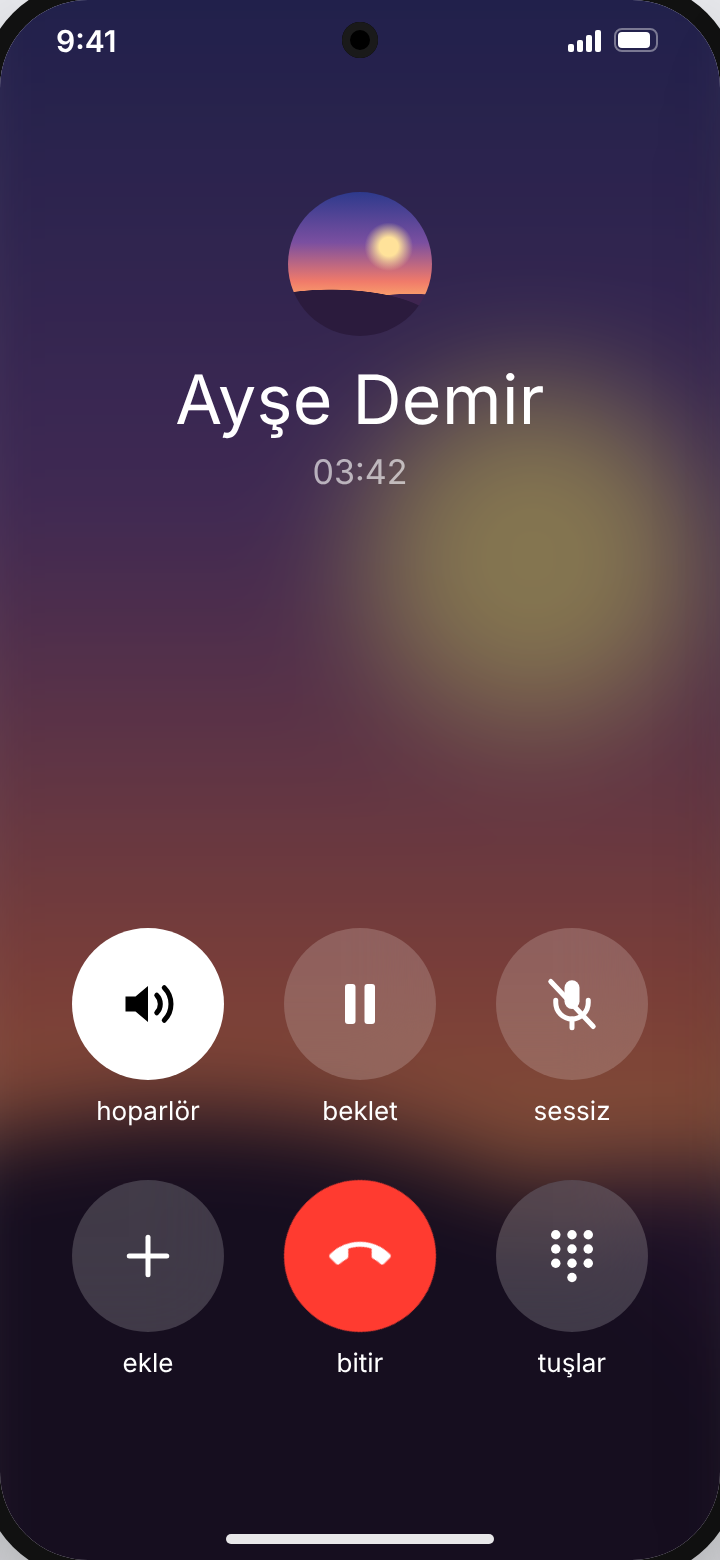 9:41
Ayşe Demir
03:42
hoparlör
beklet
sessiz
ekle
bitir
tuşlar